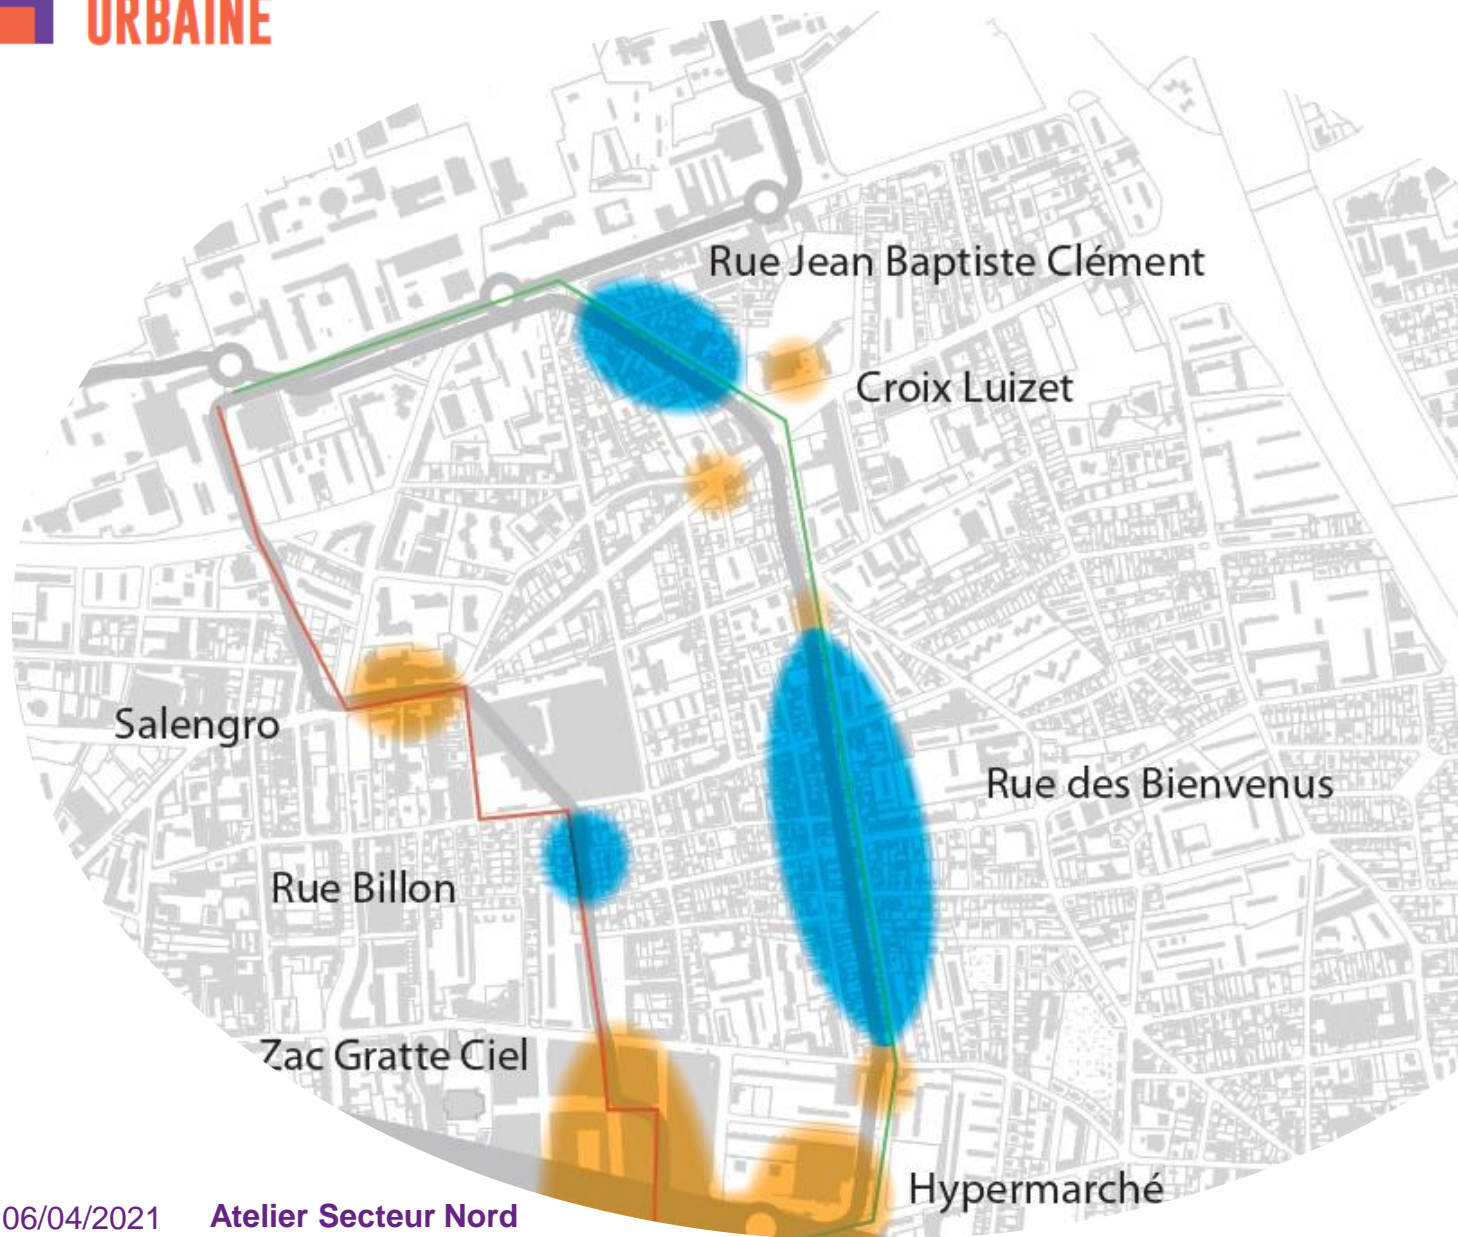 URBAINE
Rue Jean Baptiste Clément
Croix Luizet
Salengro
Rue des Bienvenus
Rue Billon
Zac Gratte Ciel
Hypermarché
06/04/2021 Atelier Secteur Nord